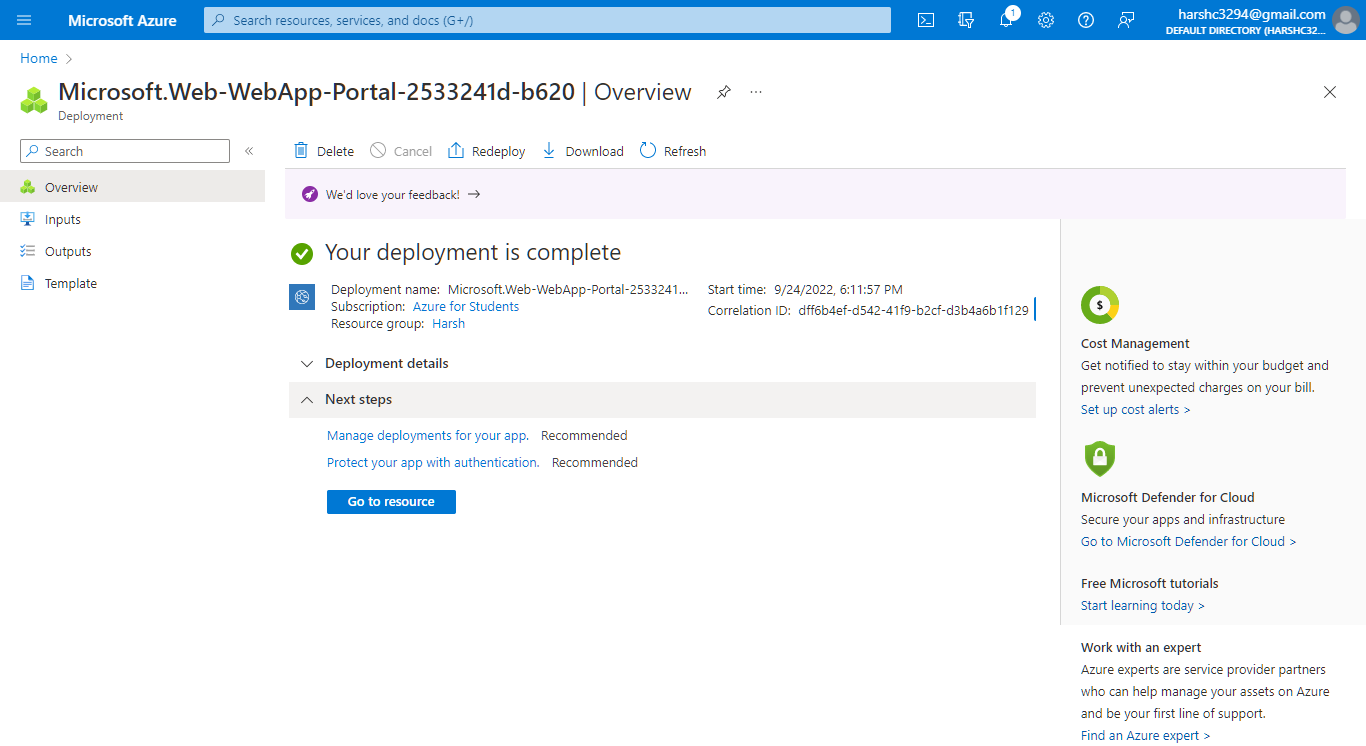 Microsoft Azure
Search resources, services, and docs (G+/)
1
harshc3294@gmail.com
DEFAULT DIRECTORY (HARSHC32...
Home
Microsoft.Web-WebApp-Portal-2533241d-b620 | Overview
...
Deployment
Search
«
Delete
Cancel
Redeploy
Download
Refresh
Overview
Inputs
Outputs
Template
We'd love your feedback! →
Your deployment is complete
Deployment name: Microsoft.Web-WebApp-Portal-2533241...
Subscription: Azure for Students
Resource group: Harsh
Start time: 9/24/2022, 6:11:57 PM
Correlation ID: dff6b4ef-d542-41f9-b2cf-d3b4a6b1f129
Deployment details
Next steps
Manage deployments for your app. Recommended
Protect your app with authentication. Recommended
Go to resource
$
Cost Management
Get notified to stay within your budget and
prevent unexpected charges on your bill.
Set up cost alerts >
Microsoft Defender for Cloud
Secure your apps and infrastructure
Go to Microsoft Defender for Cloud >
Free Microsoft tutorials
Start learning today >
Work with an expert
Azure experts are service provider partners
who can help manage your assets on Azure
and be your first line of support.
Find an Azure expert >